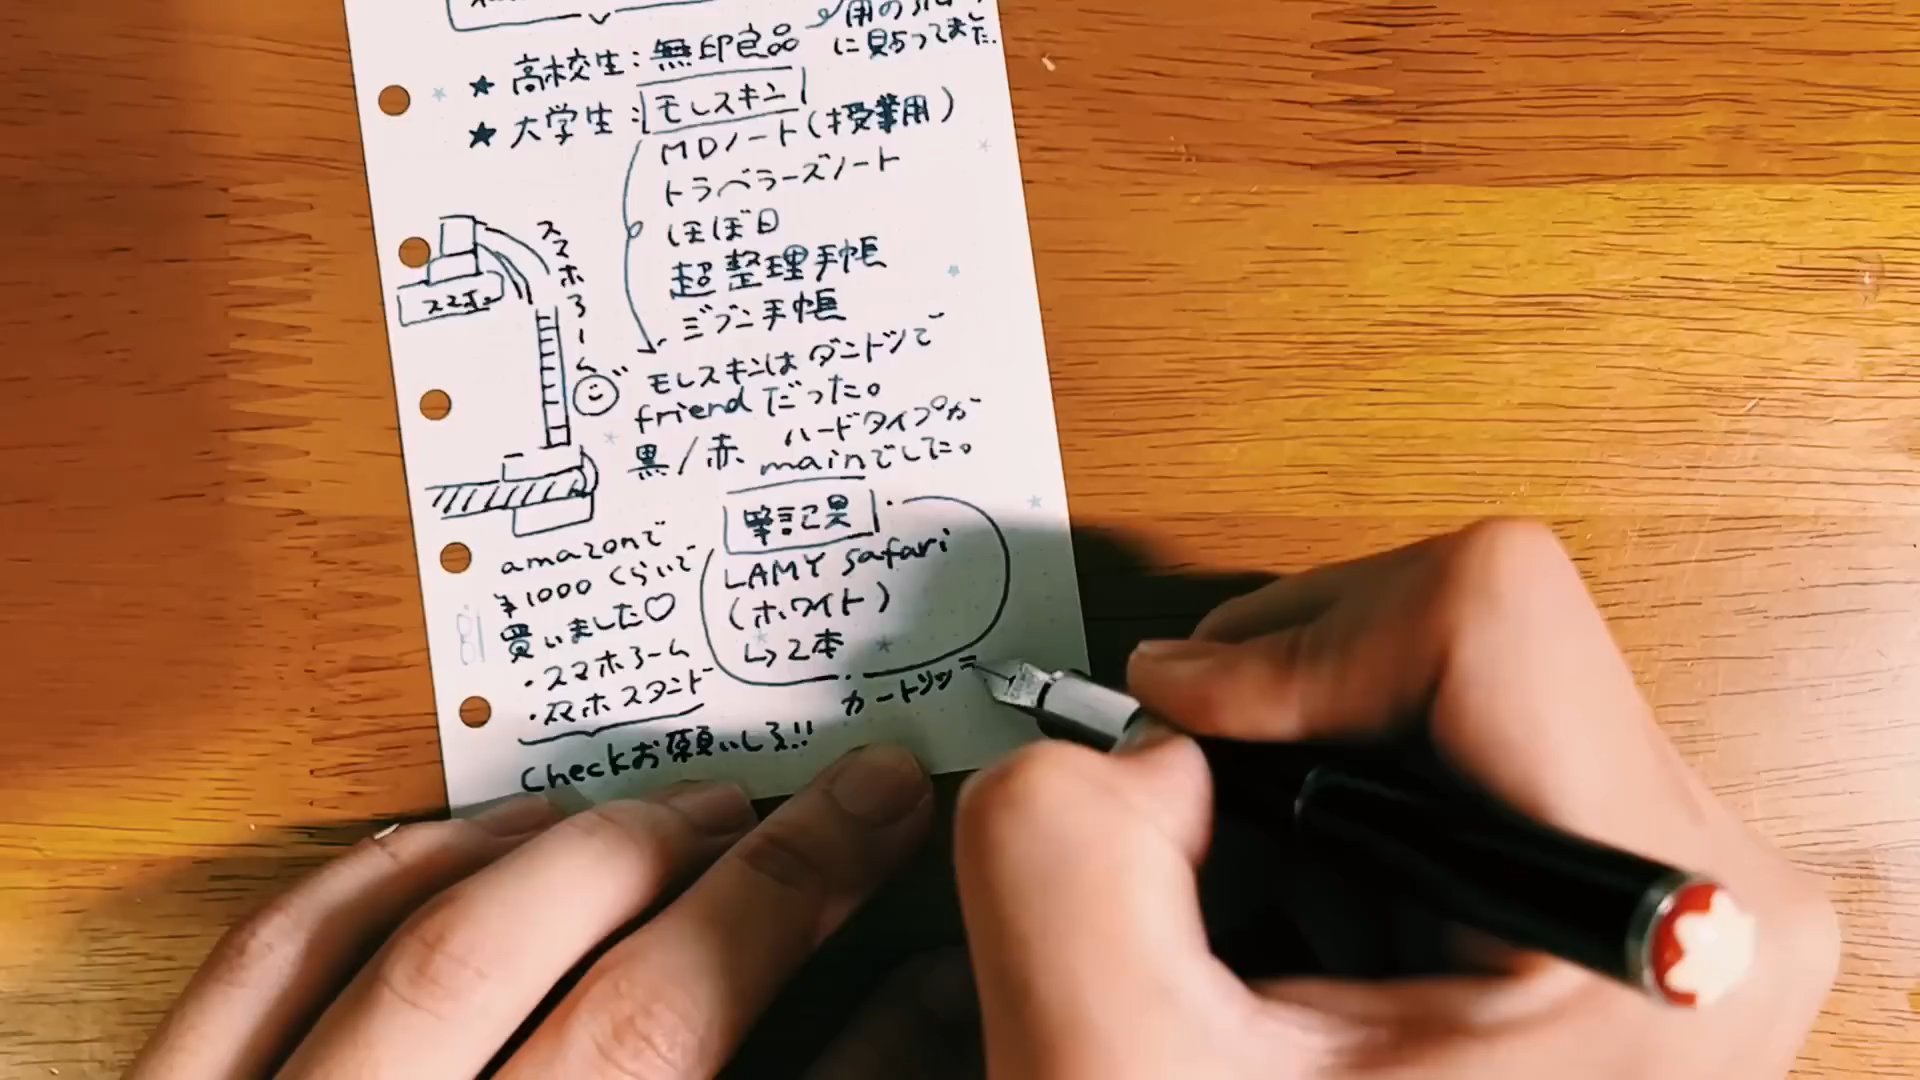 用の
に貼ってました。
★ 高校生：無印良品
★ 大学生：モレスキン
MDノート(授業用)
トラベラーズノート
ほぼ日
超整理手帳
ジブン手帳
モレスキンはダントツで
friendだった。
黒/赤 ハードタイプが
mainでした。
スマホアーム
スマホ
amazonで
¥1000くらいで
買いました♡
・スマホアーム
・スマホスタンド
Checkお願いしる!!
筆記具
LAMY safari
(ホワイト)
↳2本
カートリッ